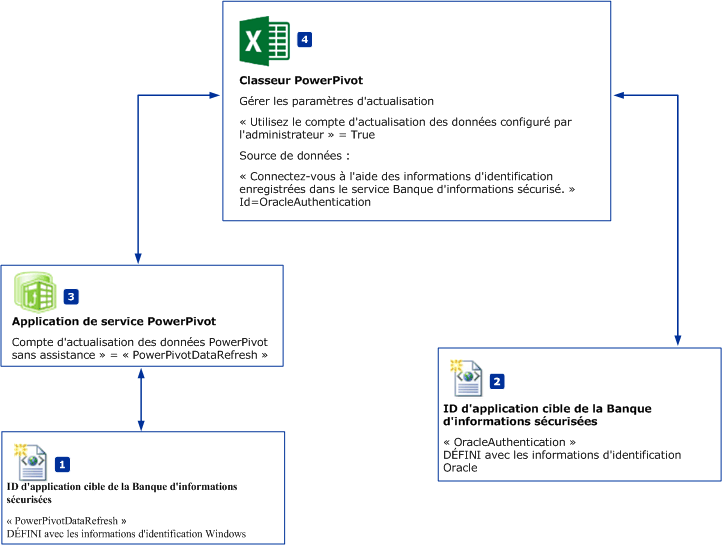 4
Classeur PowerPivot
Gérer les paramètres d'actualisation
« Utilisez le compte d'actualisation des données configuré par
l'administrateur » = True
Source de données :
« Connectez-vous à l'aide des informations d'identification
enregistrées dans le service Banque d'informations sécurisé. »
Id=OracleAuthentication
3
Application de service PowerPivot
Compte d'actualisation des données PowerPivot
sans assistance » = « PowerPivotDataRefresh »
2
ID d'application cible de la Banque
d'informations sécurisées
« OracleAuthentication »
DÉFINI avec les informations d'identification
Oracle
1
ID d'application cible de la Banque d'informations
sécurisées
« PowerPivotDataRefresh »
DÉFINI avec les informations d'identification Windows